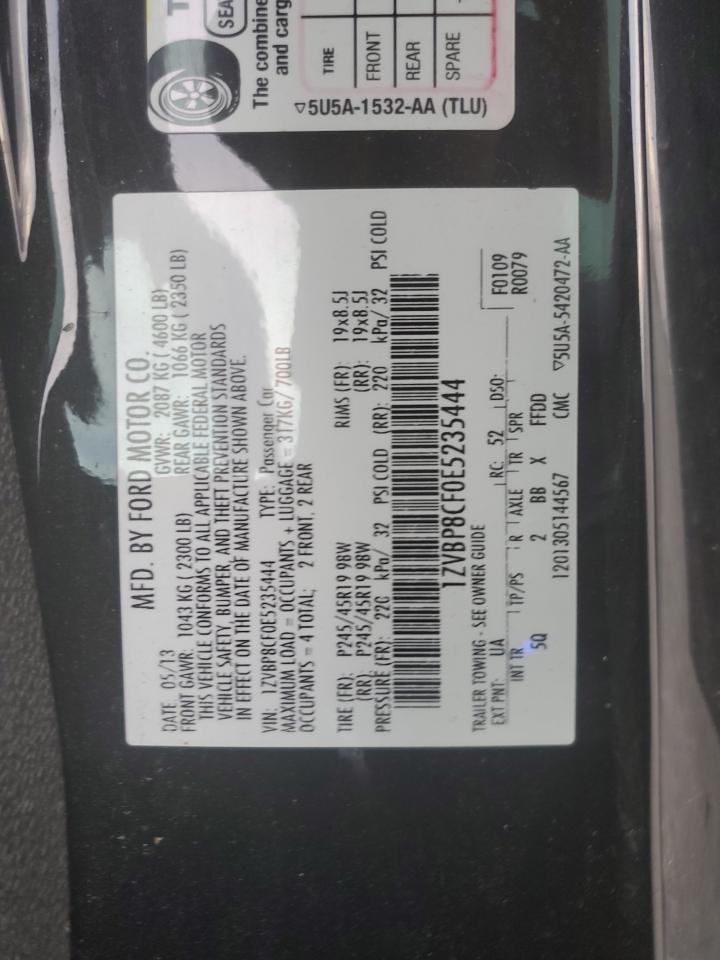 MFD. BY FORD MOTOR CO.
DATE 05/13 GVWR: 2087 KG ( 4600 LB)
FRONT GAWR: 1043 KG ( 2300 LB) REAR GAWR: 1066 KG ( 2350 LB)
THIS VEHICLE CONFORMS TO ALL APPLICABLE FEDERAL MOTOR
VEHICLE SAFETY, BUMPER, AND THEFT PREVENTION STANDARDS
IN EFFECT ON THE DATE OF MANUFACTURE SHOWN ABOVE.
VIN: 1ZVBP8CF0E5235444 TYPE: Passenger Car
MAXIMUM LOAD = OCCUPANTS + LUGGAGE = 317KG/ 700LB
OCCUPANTS = 4 TOTAL; 2 FRONT, 2 REAR
TIRE (FR): P245/45R19 98W RIMS (FR): 19x8.5J
(RR): P245/45R19 98W (RR): 19x8.5J
PRESSURE (FR): 220 kPa/ 32 PSI COLD (RR): 220 kPa/ 32 PSI COLD
1ZVBP8CF0E5235444
TRAILER TOWING - SEE OWNER GUIDE
EXT PNT: UA RC: 52 DSO: F0109
R0079
INT TR TP/PS R AXLE TR SPR
5Q 2 BB X FFDD
1201305144567 CMC ▽5U5A-5420472-AA
SEA
The combine
and carg
TIRE
FRONT
REAR
SPARE
▽5U5A-1532-AA (TLU)